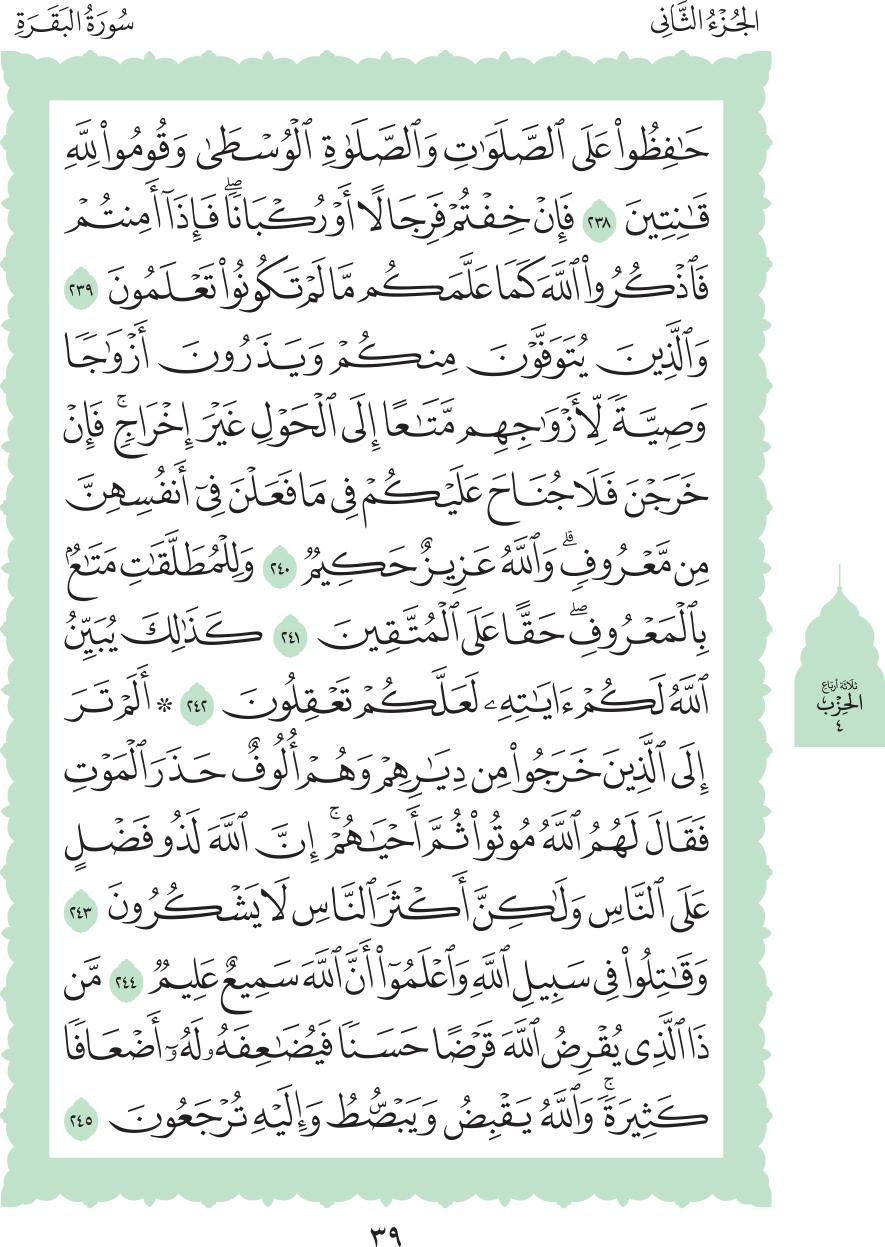 الجُزْءُ الثَّانِى
سُورَةُ البَقَرَةِ
حَٰفِظُوا۟ عَلَى ٱلصَّلَوَٰتِ وَٱلصَّلَوٰةِ ٱلْوُسْطَىٰ وَقُومُوا۟ لِلَّهِ
قَٰنِتِينَ ٢٣٨ فَإِنْ خِفْتُمْ فَرِجَالًا أَوْ رُكْبَانًۭا ۖ فَإِذَآ أَمِنتُمْ
فَٱذْكُرُوا۟ ٱللَّهَ كَمَا عَلَّمَكُم مَّا لَمْ تَكُونُوا۟ تَعْلَمُونَ ٢٣٩
وَٱلَّذِينَ يُتَوَفَّوْنَ مِنكُمْ وَيَذَرُونَ أَزْوَٰجًۭا
وَصِيَّةًۭ لِّأَزْوَٰجِهِم مَّتَٰعًا إِلَى ٱلْحَوْلِ غَيْرَ إِخْرَاجٍۢ ۚ فَإِنْ
خَرَجْنَ فَلَا جُنَاحَ عَلَيْكُمْ فِى مَا فَعَلْنَ فِىٓ أَنفُسِهِنَّ
مِن مَّعْرُوفٍۢ ۗ وَٱللَّهُ عَزِيزٌ حَكِيمٌۭ ٢٤٠ وَلِلْمُطَلَّقَٰتِ مَتَٰعٌۢ
بِٱلْمَعْرُوفِ ۖ حَقًّا عَلَى ٱلْمُتَّقِينَ ٢٤١ كَذَٰلِكَ يُبَيِّنُ
ٱللَّهُ لَكُمْ ءَايَٰتِهِۦ لَعَلَّكُمْ تَعْقِلُونَ ٢٤٢ * أَلَمْ تَرَ
إِلَى ٱلَّذِينَ خَرَجُوا۟ مِن دِيَٰرِهِمْ وَهُمْ أُلُوفٌ حَذَرَ ٱلْمَوْتِ
فَقَالَ لَهُمُ ٱللَّهُ مُوتُوا۟ ثُمَّ أَحْيَٰهُمْ ۚ إِنَّ ٱللَّهَ لَذُو فَضْلٍ
عَلَى ٱلنَّاسِ وَلَٰكِنَّ أَكْثَرَ ٱلنَّاسِ لَا يَشْكُرُونَ ٢٤٣
وَقَٰتِلُوا۟ فِى سَبِيلِ ٱللَّهِ وَٱعْلَمُوٓا۟ أَنَّ ٱللَّهَ سَمِيعٌ عَلِيمٌۭ ٢٤٤ مَّن
ذَا ٱلَّذِى يُقْرِضُ ٱللَّهَ قَرْضًا حَسَنًۭا فَيُضَٰعِفَهُۥ لَهُۥٓ أَضْعَافًۭا
كَثِيرَةًۭ ۚ وَٱللَّهُ يَقْبِضُ وَيَبْصُۜطُ وَإِلَيْهِ تُرْجَعُونَ ٢٤٥
ثلاثة أرباع
الحِزْب
٤
٣٩